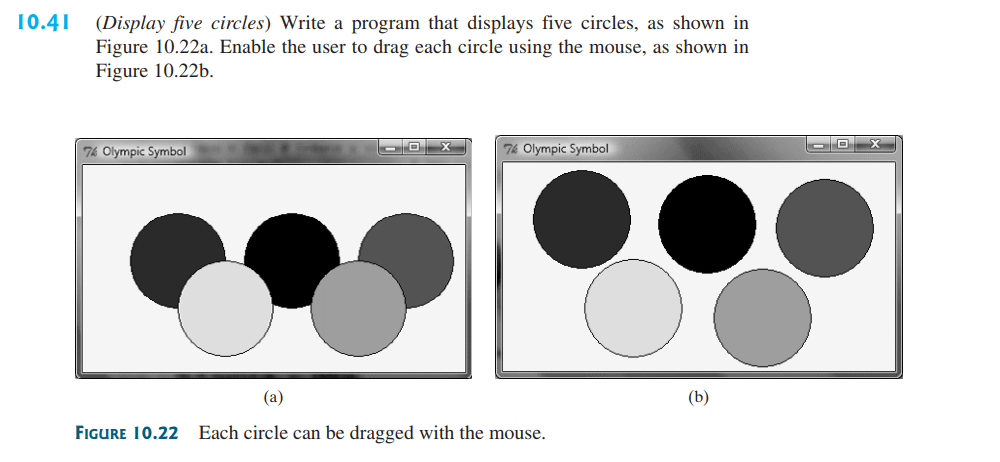 10.41 (Display five circles) Write a program that displays five circles, as shown in
Figure 10.22a. Enable the user to drag each circle using the mouse, as shown in
Figure 10.22b.
Olympic Symbol
Olympic Symbol
(a)
(b)
FIGURE 10.22 Each circle can be dragged with the mouse.